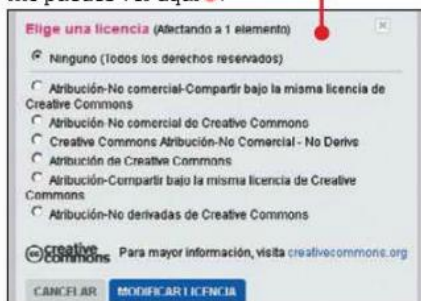 Elige una licencia (Afectando a 1 elemento)
Ninguno (Todos los derechos reservados)
Atribución-No comercial-Compartir bajo la misma licencia de
Creative Commons
Atribución-No comercial de Creative Commons
Creative Commons Atribución-No Comercial - No Derivs
Atribución de Creative Commons
Atribución-Compartir bajo la misma licencia de Creative
Commons
Atribución-No derivadas de Creative Commons
cc creative commons Para mayor información, visita creativecommons.org
CANCELAR MODIFICAR LICENCIA